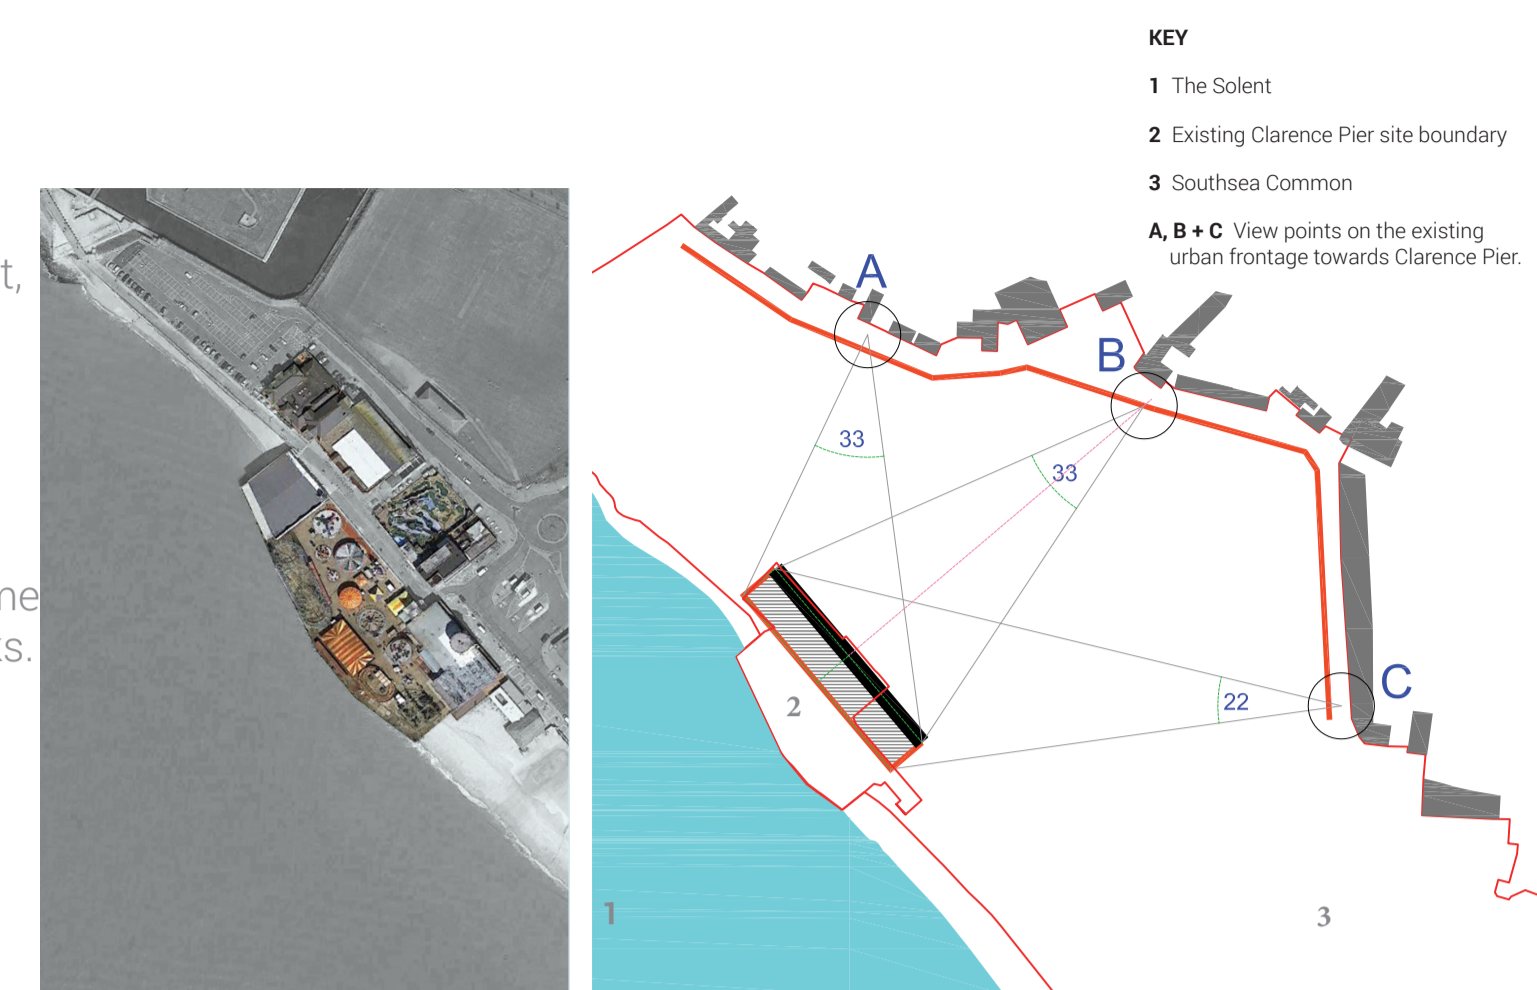 KEY
1 The Solent
2 Existing Clarence Pier site boundary
3 Southsea Common
A, B + C View points on the existing
urban frontage towards Clarence Pier.
t,
ne
s.
A
B
33
33
C
22
2
1
3